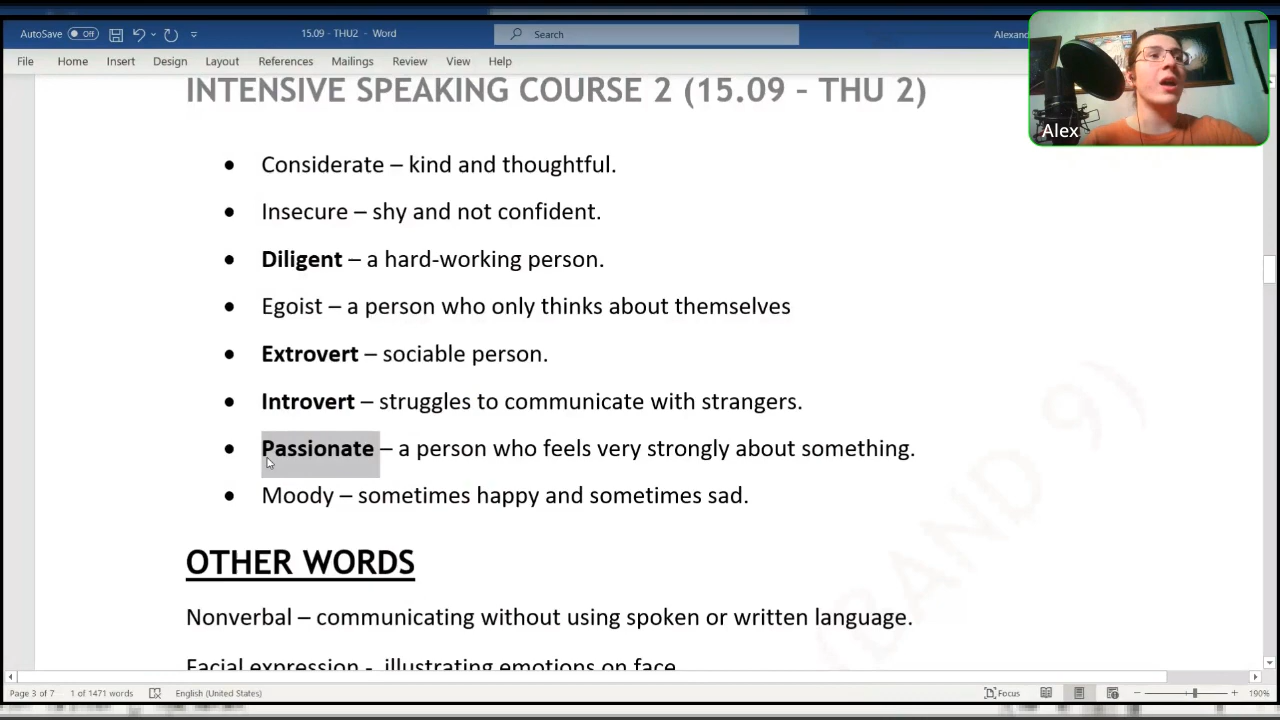 AutoSave Off 15.09 - THU2 - Word Search
File Home Insert Design Layout References Mailings Review View Help
Alex
INTENSIVE SPEAKING COURSE 2 (15.09 - THU 2)
• Considerate – kind and thoughtful.
• Insecure – shy and not confident.
• Diligent – a hard-working person.
• Egoist – a person who only thinks about themselves
• Extrovert – sociable person.
• Introvert – struggles to communicate with strangers.
• Passionate – a person who feels very strongly about something.
• Moody – sometimes happy and sometimes sad.
OTHER WORDS
Nonverbal – communicating without using spoken or written language.
Facial expression - illustrating emotions on face
(BAND 9)
Page 3 of 7 1 of 1471 words English (United States) Focus 190%